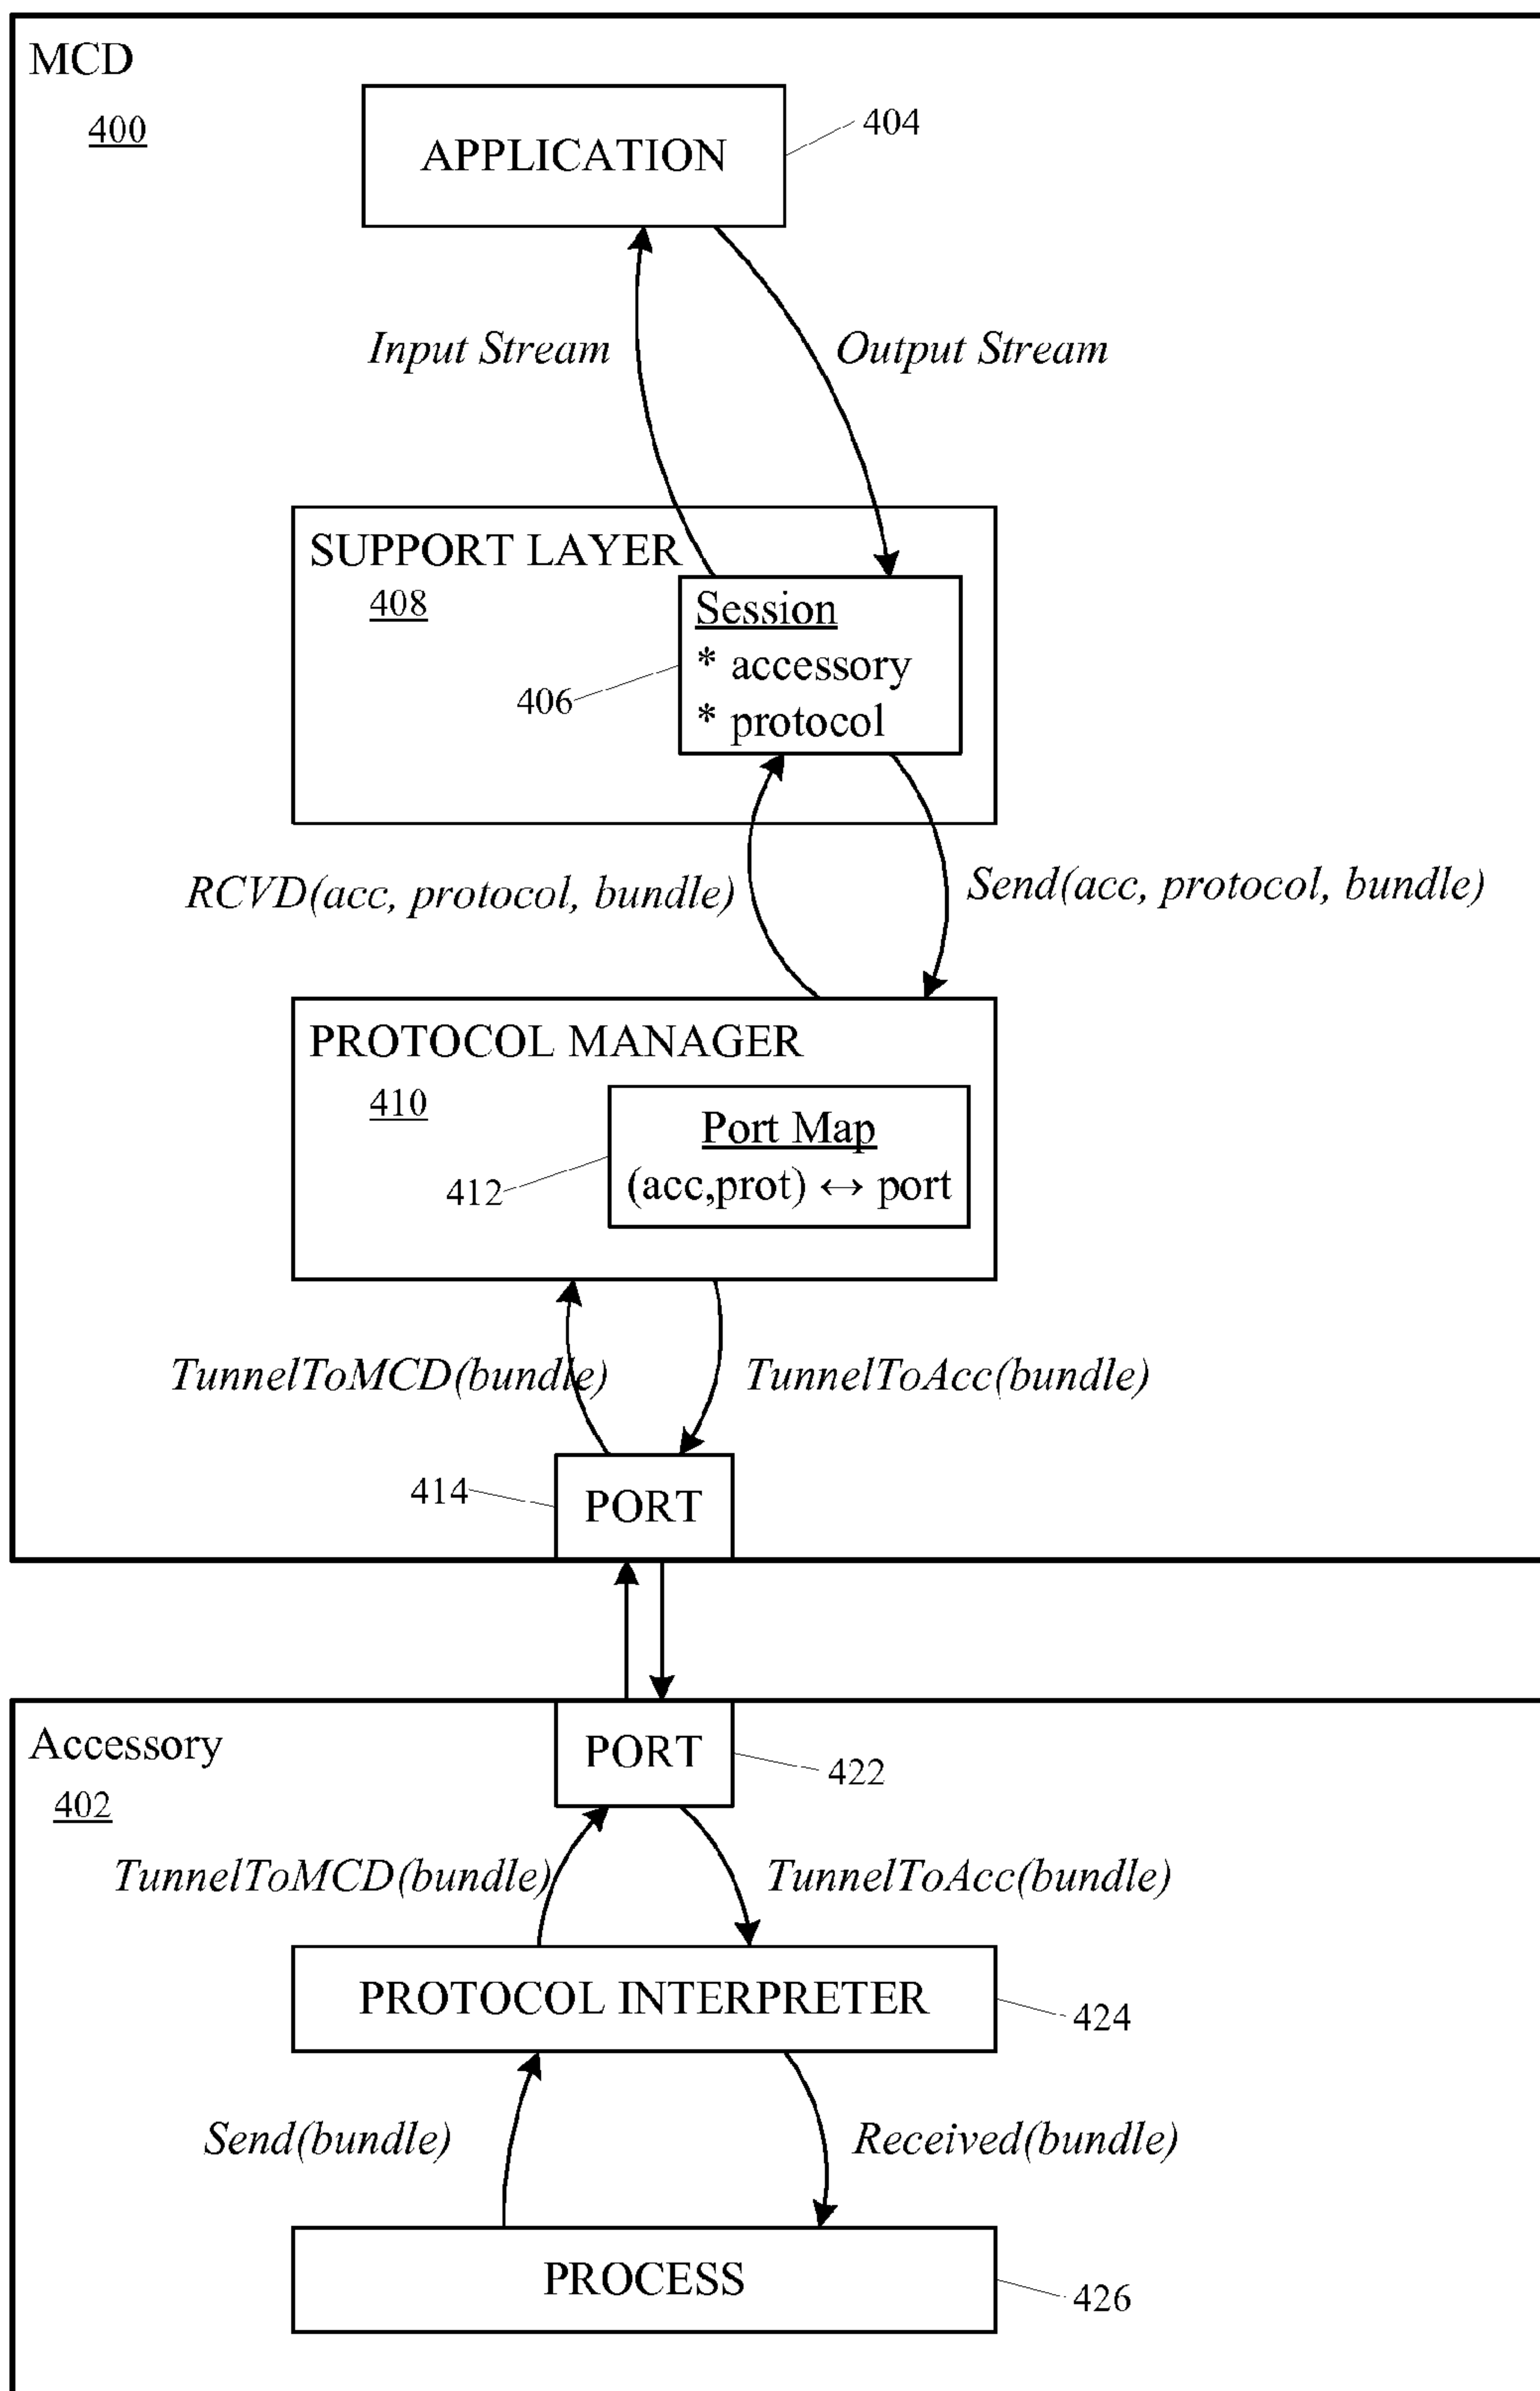 MCD
400
APPLICATION
404
Input Stream
Output Stream
SUPPORT LAYER
408
Session
* accessory
* protocol
406
RCVD(acc, protocol, bundle)
Send(acc, protocol, bundle)
PROTOCOL MANAGER
410
Port Map
(acc,prot) ↔ port
412
TunnelToMCD(bundle)
TunnelToAcc(bundle)
414
PORT
Accessory
402
PORT
422
TunnelToMCD(bundle)
TunnelToAcc(bundle)
PROTOCOL INTERPRETER
424
Send(bundle)
Received(bundle)
PROCESS
426